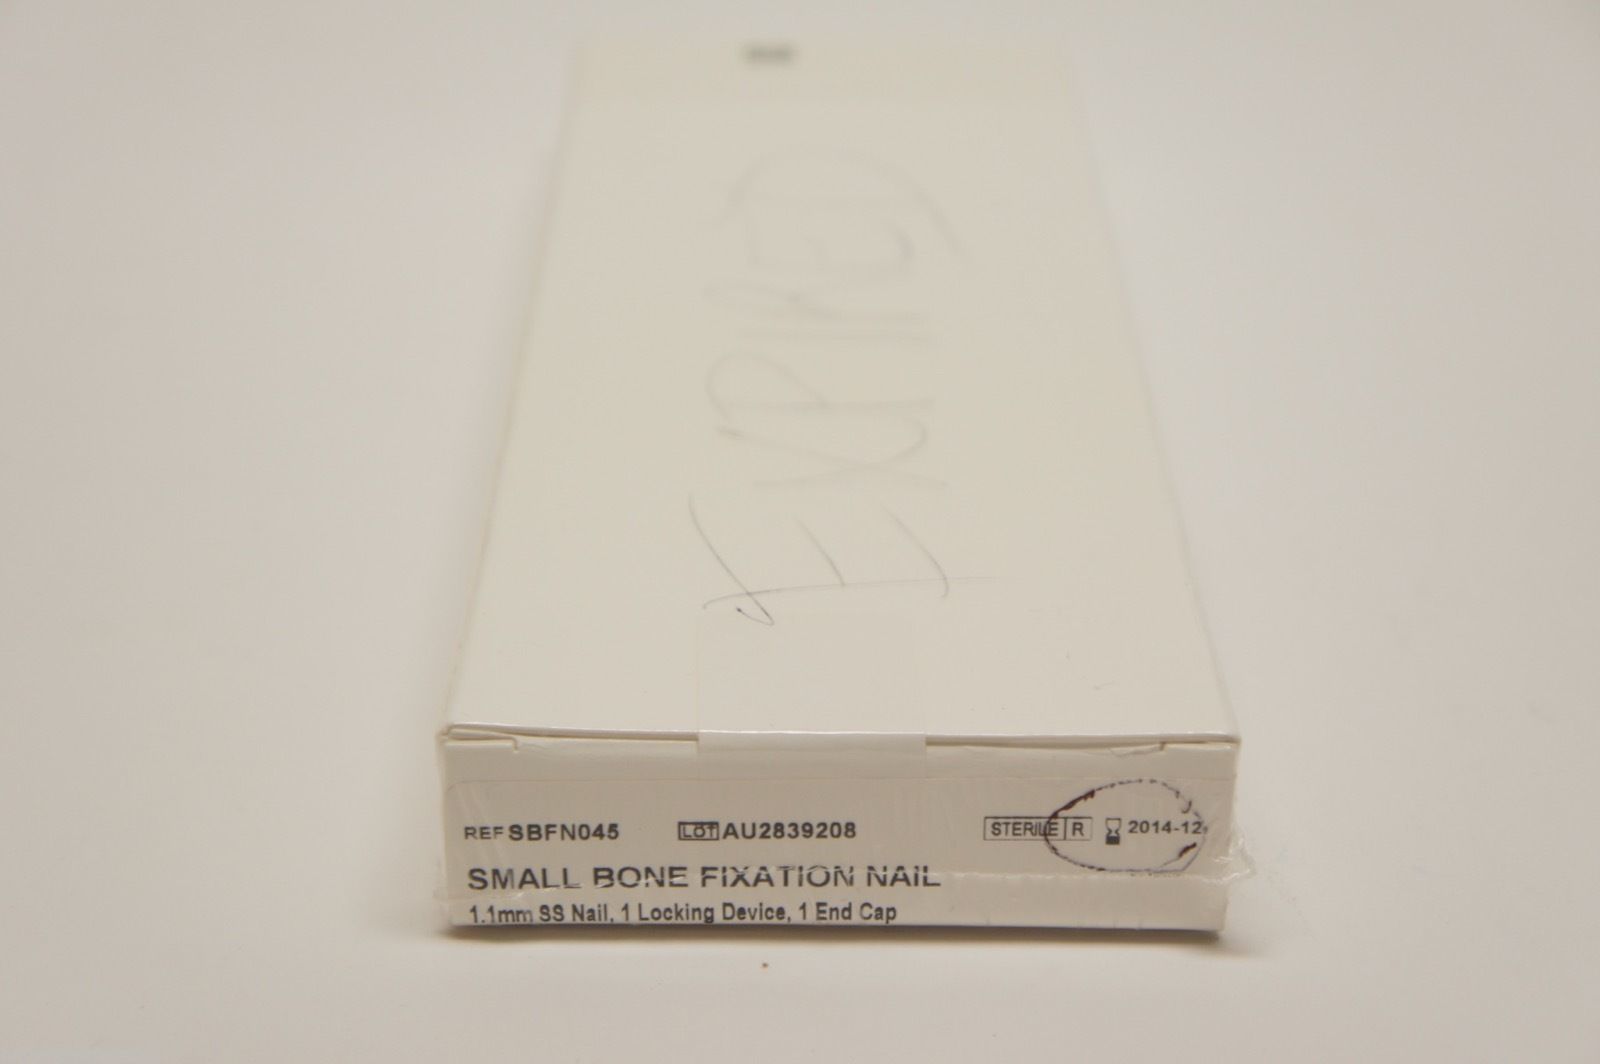 EXPIRED
REF SBFN045 LOT AU2839208 STERILE R 2014-12
SMALL BONE FIXATION NAIL
1.1mm SS Nail, 1 Locking Device, 1 End Cap